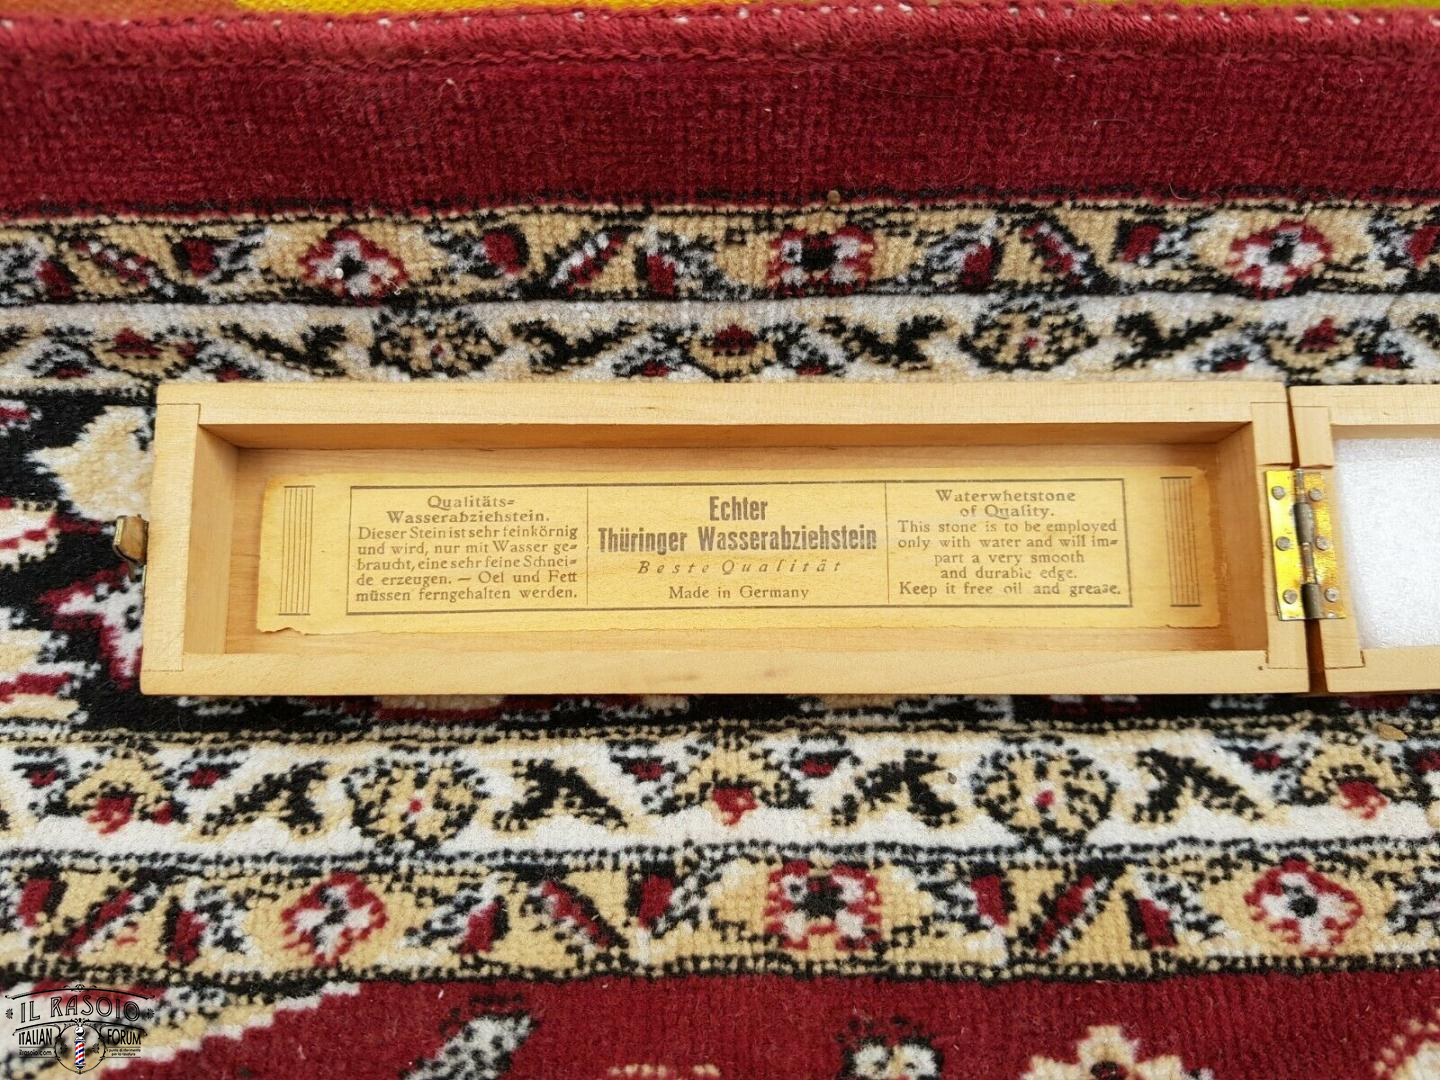 Qualitäts=
Wasserabziehstein.
Dieser Stein ist sehr feinkörnig
und wird, nur mit Wasser ge=
braucht, eine sehr feine Schnei=
de erzeugen. — Oel und Fett
müssen ferngehalten werden.
Echter
Thüringer Wasserabziehstein
Beste Qualität
Made in Germany
Waterwhetstone
of Quality.
This stone is to be employed
only with water and will im=
part a very smooth
and durable edge.
Keep it free oil and grease.
IL RASOIO
ITALIAN FORUM
ilrasoio.com